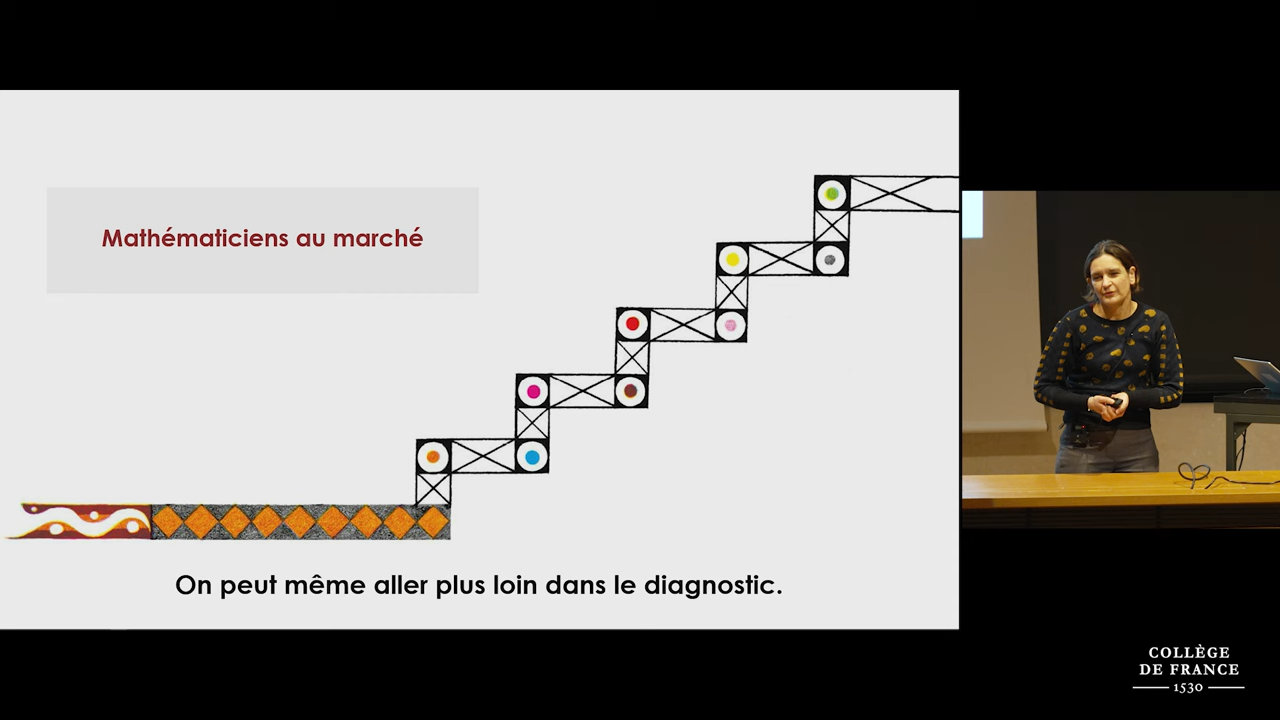 Mathématiciens au marché
On peut même aller plus loin dans le diagnostic.
COLLÈGE
DE FRANCE
1530